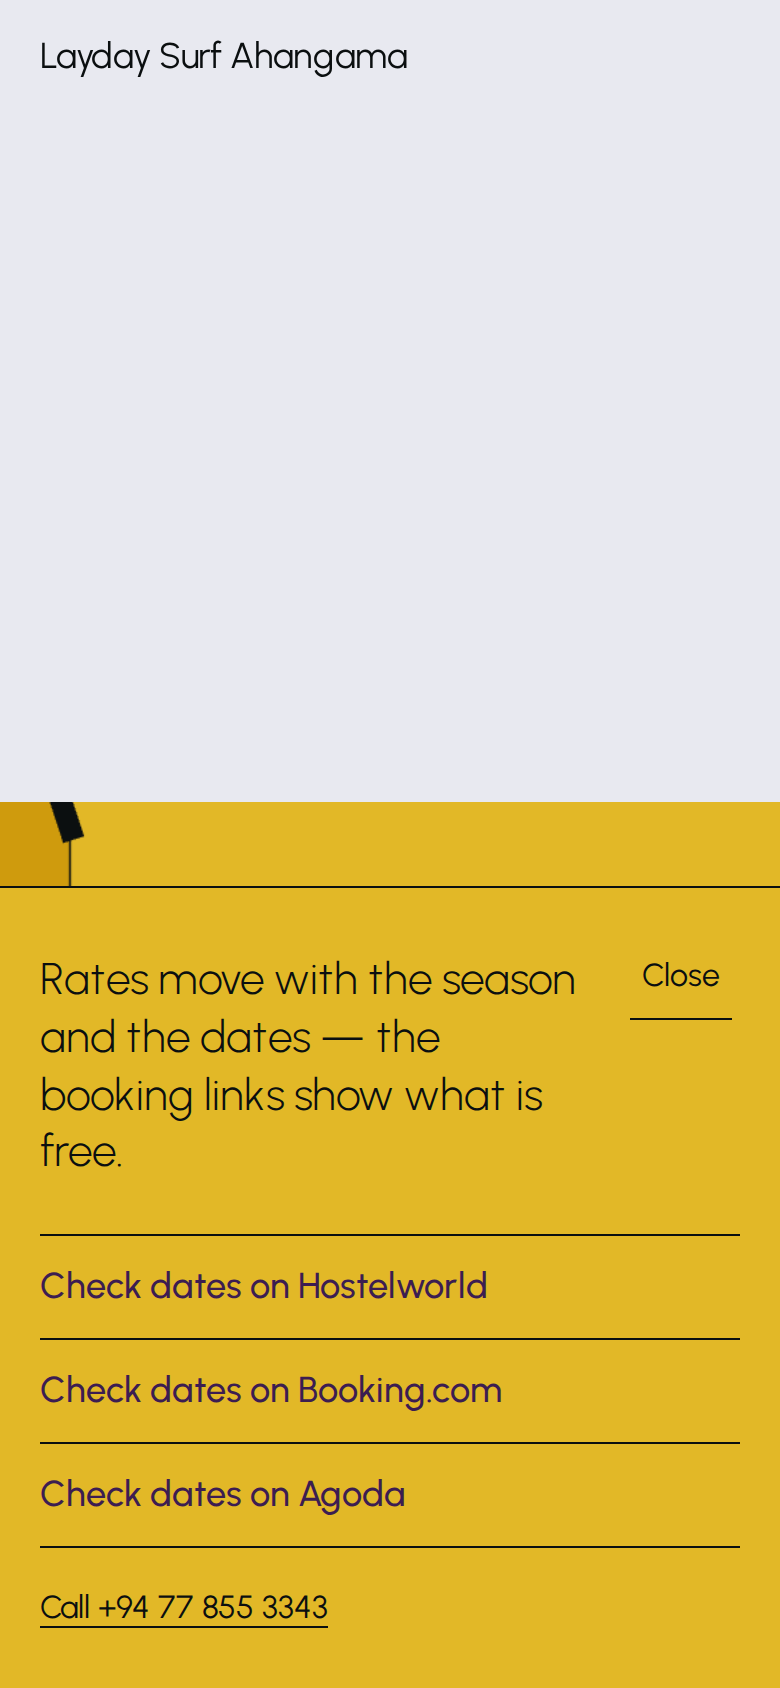 Layday Surf Ahangama
Rates move with the season
and the dates — the
booking links show what is
free.
Close
Check dates on Hostelworld
Check dates on Booking.com
Check dates on Agoda
Call +94 77 855 3343